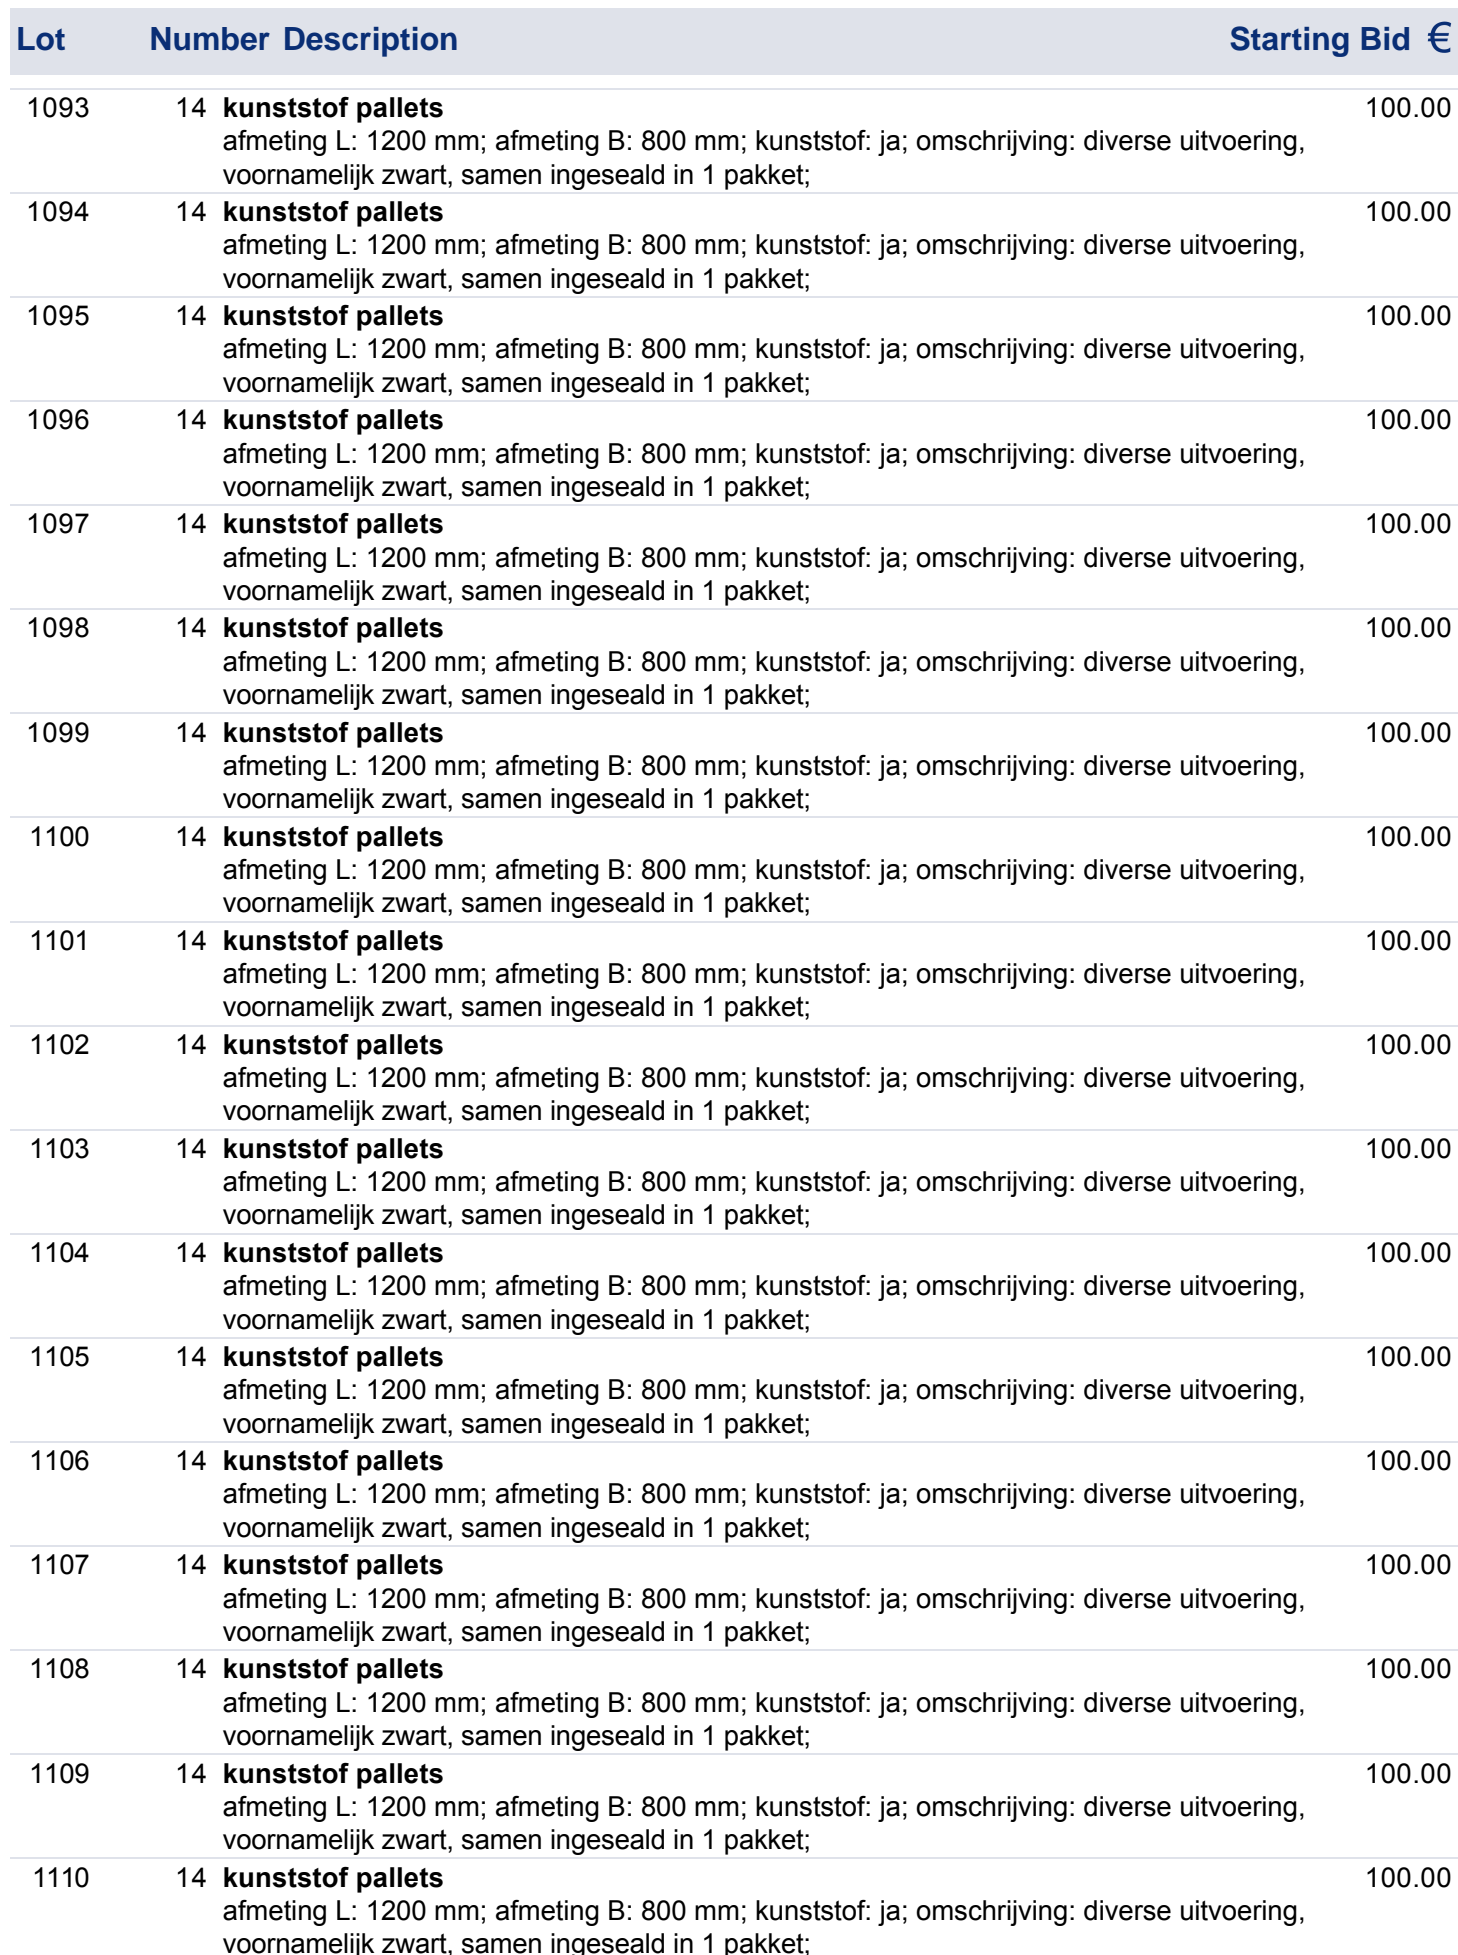 Lot Number Description Starting Bid €
1093 14 kunststof pallets 100.00
afmeting L: 1200 mm; afmeting B: 800 mm; kunststof: ja; omschrijving: diverse uitvoering,
voornamelijk zwart, samen ingeseald in 1 pakket;
1094 14 kunststof pallets 100.00
afmeting L: 1200 mm; afmeting B: 800 mm; kunststof: ja; omschrijving: diverse uitvoering,
voornamelijk zwart, samen ingeseald in 1 pakket;
1095 14 kunststof pallets 100.00
afmeting L: 1200 mm; afmeting B: 800 mm; kunststof: ja; omschrijving: diverse uitvoering,
voornamelijk zwart, samen ingeseald in 1 pakket;
1096 14 kunststof pallets 100.00
afmeting L: 1200 mm; afmeting B: 800 mm; kunststof: ja; omschrijving: diverse uitvoering,
voornamelijk zwart, samen ingeseald in 1 pakket;
1097 14 kunststof pallets 100.00
afmeting L: 1200 mm; afmeting B: 800 mm; kunststof: ja; omschrijving: diverse uitvoering,
voornamelijk zwart, samen ingeseald in 1 pakket;
1098 14 kunststof pallets 100.00
afmeting L: 1200 mm; afmeting B: 800 mm; kunststof: ja; omschrijving: diverse uitvoering,
voornamelijk zwart, samen ingeseald in 1 pakket;
1099 14 kunststof pallets 100.00
afmeting L: 1200 mm; afmeting B: 800 mm; kunststof: ja; omschrijving: diverse uitvoering,
voornamelijk zwart, samen ingeseald in 1 pakket;
1100 14 kunststof pallets 100.00
afmeting L: 1200 mm; afmeting B: 800 mm; kunststof: ja; omschrijving: diverse uitvoering,
voornamelijk zwart, samen ingeseald in 1 pakket;
1101 14 kunststof pallets 100.00
afmeting L: 1200 mm; afmeting B: 800 mm; kunststof: ja; omschrijving: diverse uitvoering,
voornamelijk zwart, samen ingeseald in 1 pakket;
1102 14 kunststof pallets 100.00
afmeting L: 1200 mm; afmeting B: 800 mm; kunststof: ja; omschrijving: diverse uitvoering,
voornamelijk zwart, samen ingeseald in 1 pakket;
1103 14 kunststof pallets 100.00
afmeting L: 1200 mm; afmeting B: 800 mm; kunststof: ja; omschrijving: diverse uitvoering,
voornamelijk zwart, samen ingeseald in 1 pakket;
1104 14 kunststof pallets 100.00
afmeting L: 1200 mm; afmeting B: 800 mm; kunststof: ja; omschrijving: diverse uitvoering,
voornamelijk zwart, samen ingeseald in 1 pakket;
1105 14 kunststof pallets 100.00
afmeting L: 1200 mm; afmeting B: 800 mm; kunststof: ja; omschrijving: diverse uitvoering,
voornamelijk zwart, samen ingeseald in 1 pakket;
1106 14 kunststof pallets 100.00
afmeting L: 1200 mm; afmeting B: 800 mm; kunststof: ja; omschrijving: diverse uitvoering,
voornamelijk zwart, samen ingeseald in 1 pakket;
1107 14 kunststof pallets 100.00
afmeting L: 1200 mm; afmeting B: 800 mm; kunststof: ja; omschrijving: diverse uitvoering,
voornamelijk zwart, samen ingeseald in 1 pakket;
1108 14 kunststof pallets 100.00
afmeting L: 1200 mm; afmeting B: 800 mm; kunststof: ja; omschrijving: diverse uitvoering,
voornamelijk zwart, samen ingeseald in 1 pakket;
1109 14 kunststof pallets 100.00
afmeting L: 1200 mm; afmeting B: 800 mm; kunststof: ja; omschrijving: diverse uitvoering,
voornamelijk zwart, samen ingeseald in 1 pakket;
1110 14 kunststof pallets 100.00
afmeting L: 1200 mm; afmeting B: 800 mm; kunststof: ja; omschrijving: diverse uitvoering,
voornamelijk zwart, samen ingeseald in 1 pakket;